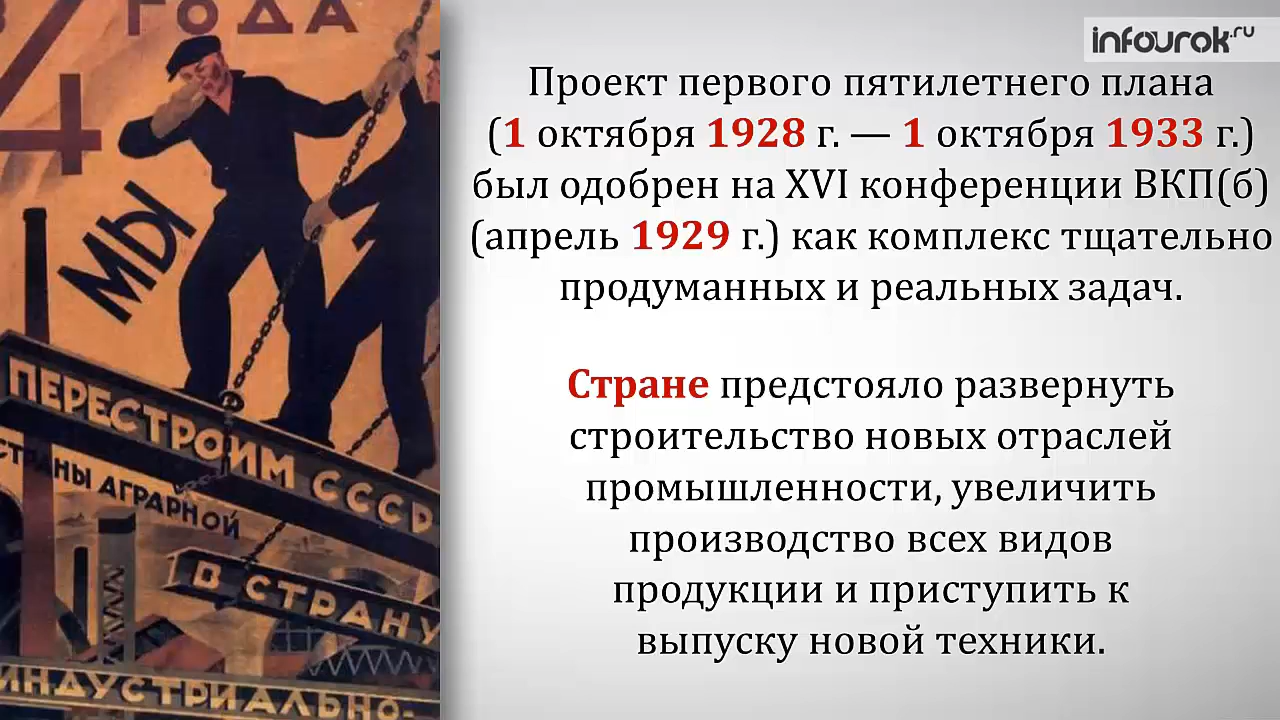 ГОДА
4
МЫ
ПЕРЕСТРОИМ СССР
СТРАНЫ АГРАРНОЙ
В СТРАНУ
ИНДУСТРИАЛЬНО-
infourok.ru
Проект первого пятилетнего плана
(1 октября 1928 г. — 1 октября 1933 г.)
был одобрен на XVI конференции ВКП(б)
(апрель 1929 г.) как комплекс тщательно
продуманных и реальных задач.
Стране предстояло развернуть
строительство новых отраслей
промышленности, увеличить
производство всех видов
продукции и приступить к
выпуску новой техники.